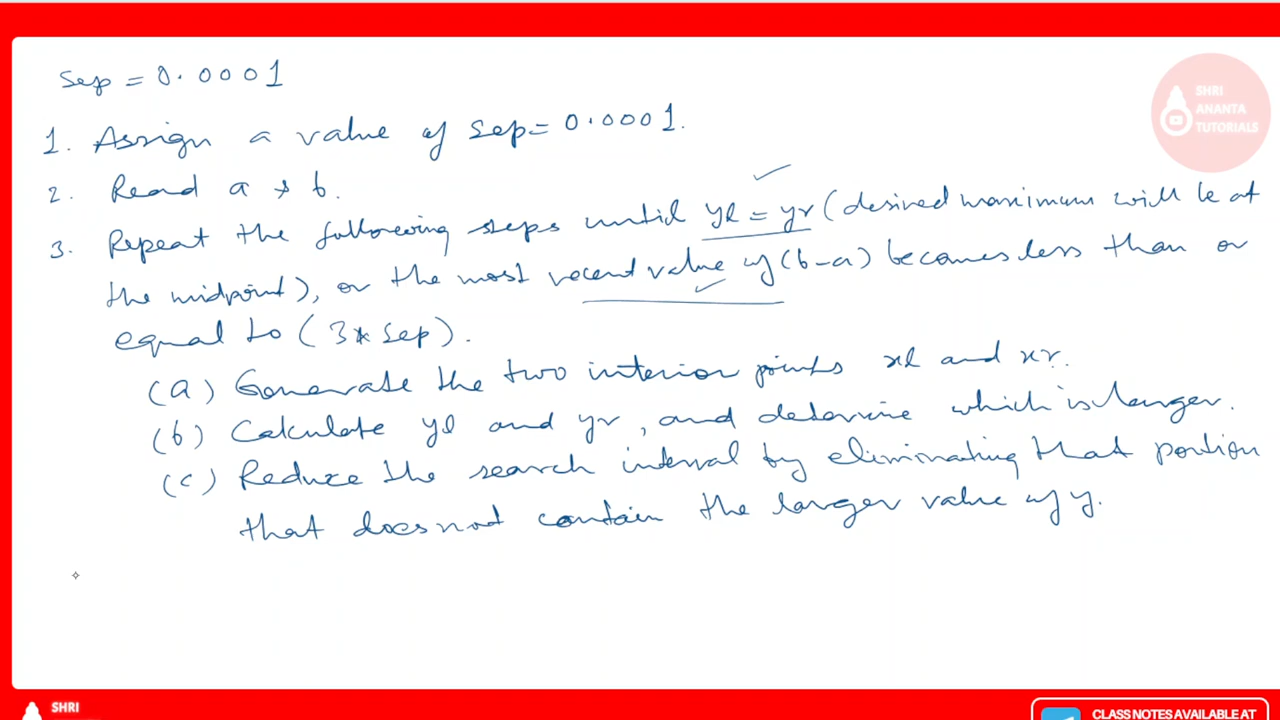 Sep = 0.0001
1. Assign a value of sep = 0.0001.
2. Read a & b.
3. Repeat the following steps until yl = yr (desired maximum will be at
the midpoint), or the most recent value of (b-a) becomes less than or
equal to (3 * sep).
(a) Generate the two interior points xl and xr.
(b) Calculate yl and yr, and determine which is larger.
(c) Reduce the search interval by eliminating that portion
that does not contain the larger value of y.
SHRI
ANANTA
TUTORIALS
SHRI
CLASS NOTES AVAILABLE AT